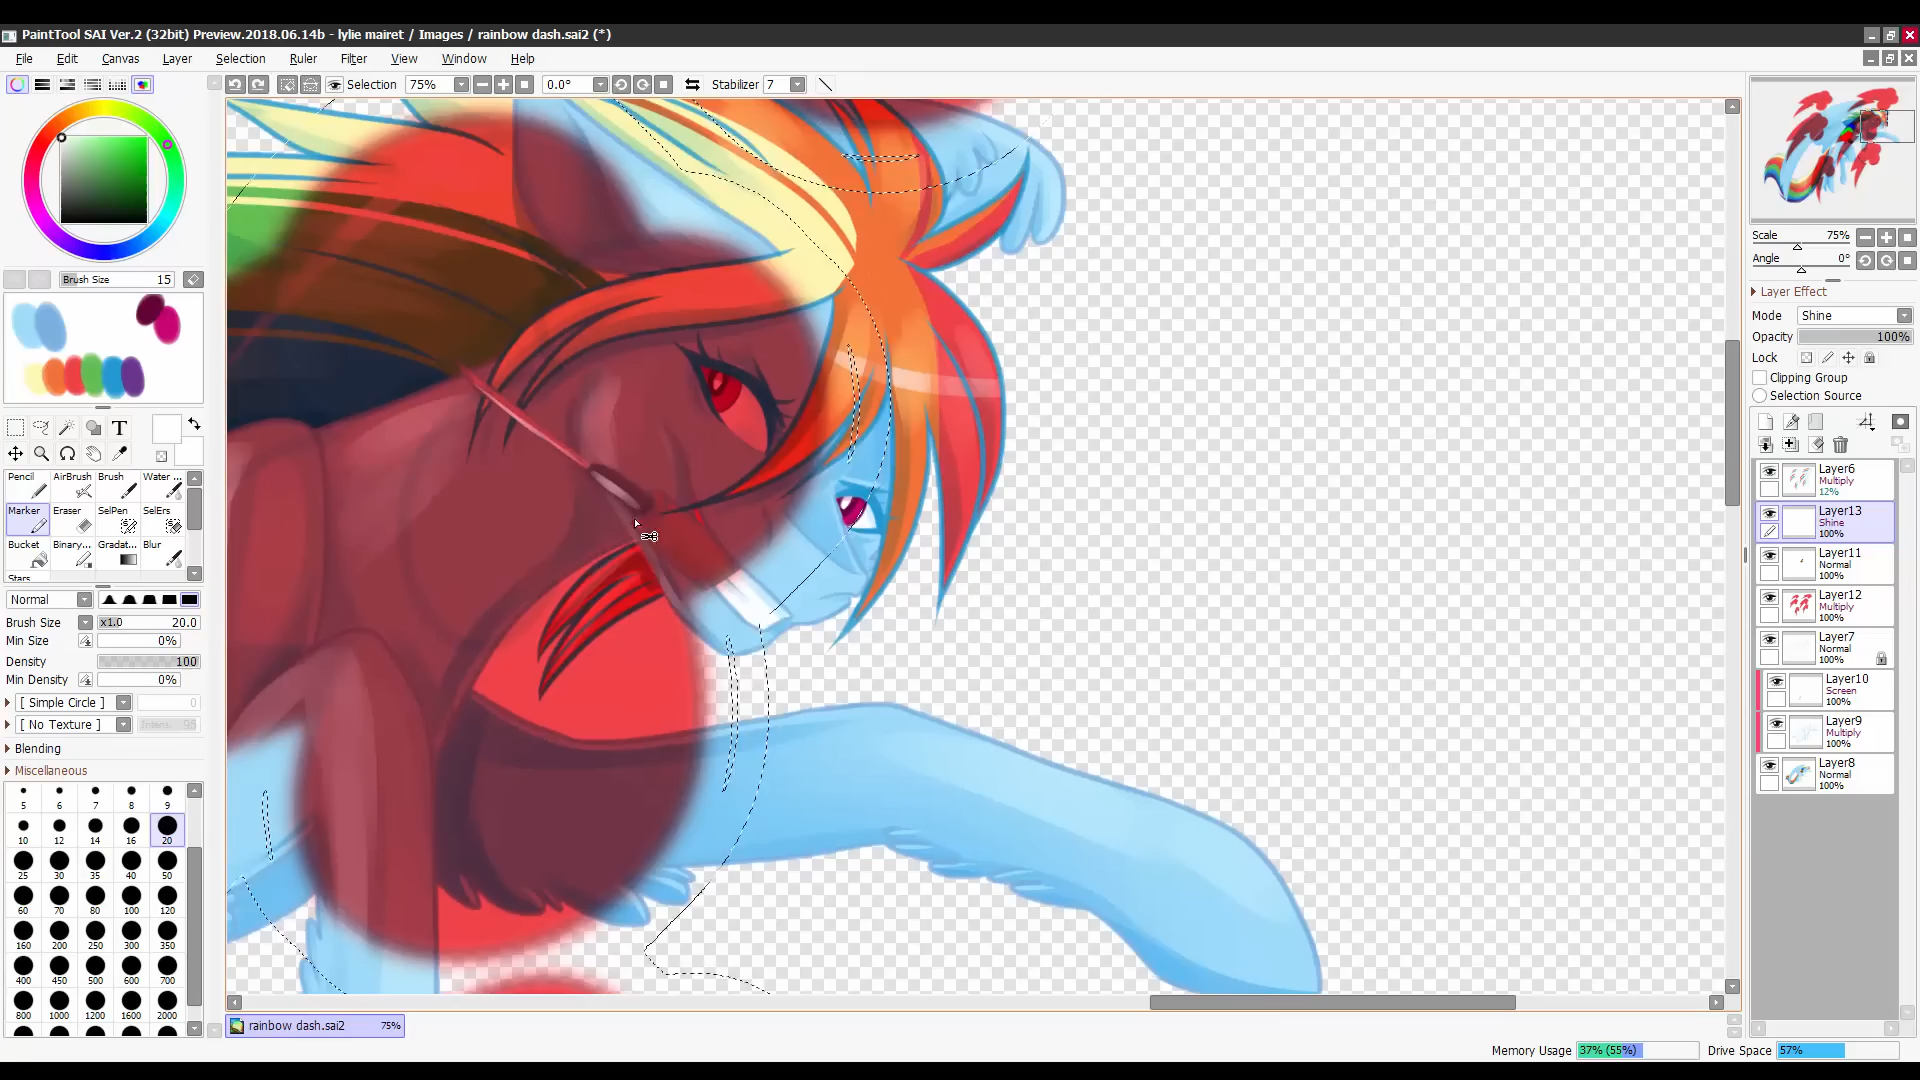 PaintTool SAI Ver.2 (32bit) Preview.2018.06.14b - lylie mairet / Images / rainbow dash.sai2 (*)
File Edit Canvas Layer Selection Ruler Filter View Window Help
Selection 75% 0.0° Stabilizer 7
Scale 75%
Angle 0°
Brush Size 15
Layer Effect
Mode Shine
Opacity 100%
Lock
Clipping Group
Selection Source
T
Pencil AirBrush Brush Water ...
Marker Eraser SelPen SelErs
Bucket Binary... Gradat... Blur
Stars
Normal
Brush Size x1.0 20.0
Min Size 0%
Density 100
Min Density 0%
[ Simple Circle ] 0
[ No Texture ] Intens. 95
Blending
Miscellaneous
5 6 7 8 9
10 12 14 16 20
25 30 35 40 50
60 70 80 100 120
160 200 250 300 350
400 450 500 600 700
800 1000 1200 1600 2000
Layer6
Multiply
12%
Layer13
Shine
100%
Layer11
Normal
100%
Layer12
Multiply
100%
Layer7
Normal
100%
Layer10
Screen
100%
Layer9
Multiply
100%
Layer8
Normal
100%
rainbow dash.sai2 75%
Memory Usage 37% (55%) Drive Space 57%